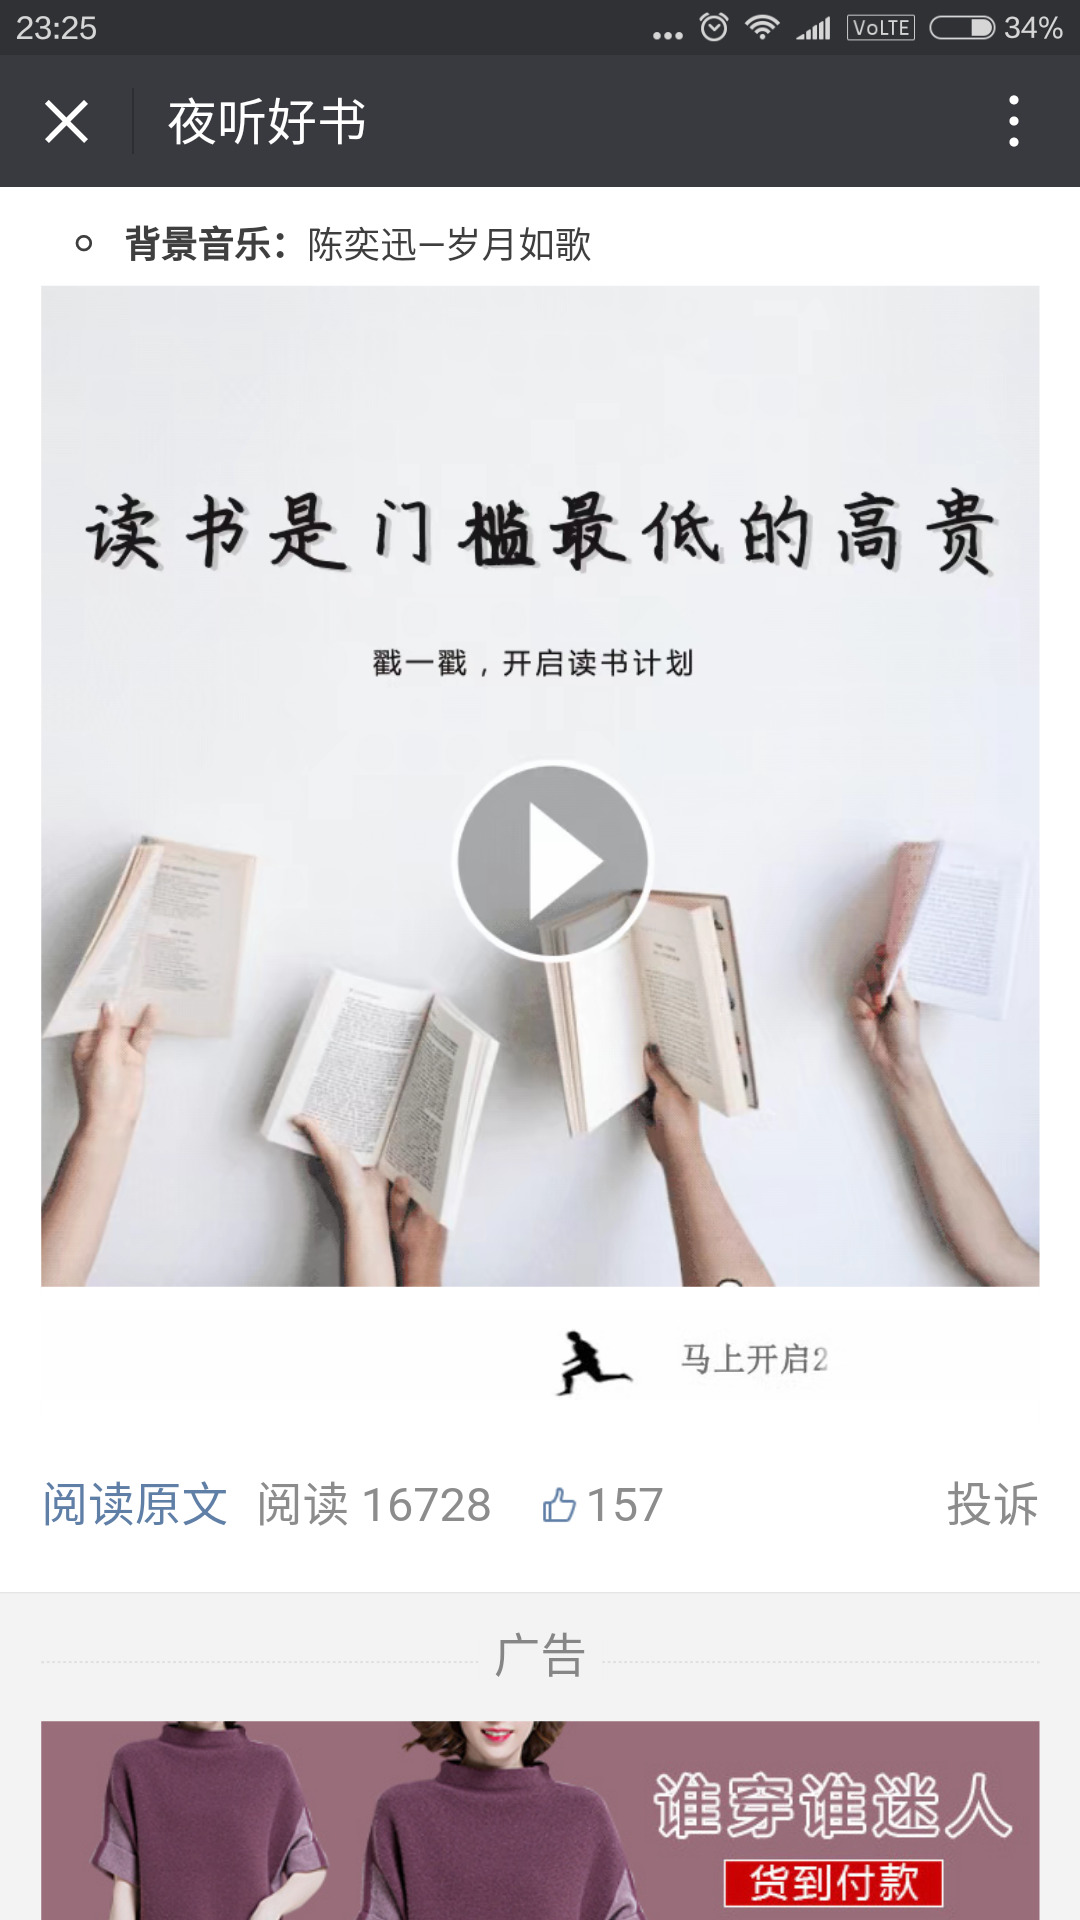 23:25
VoLTE
34%
夜听好书
背景音乐：陈奕迅—岁月如歌
读书是门槛最低的高贵
戳一戳，开启读书计划
马上开启2
阅读原文 阅读 16728 157 投诉
广告
谁穿谁迷人
货到付款